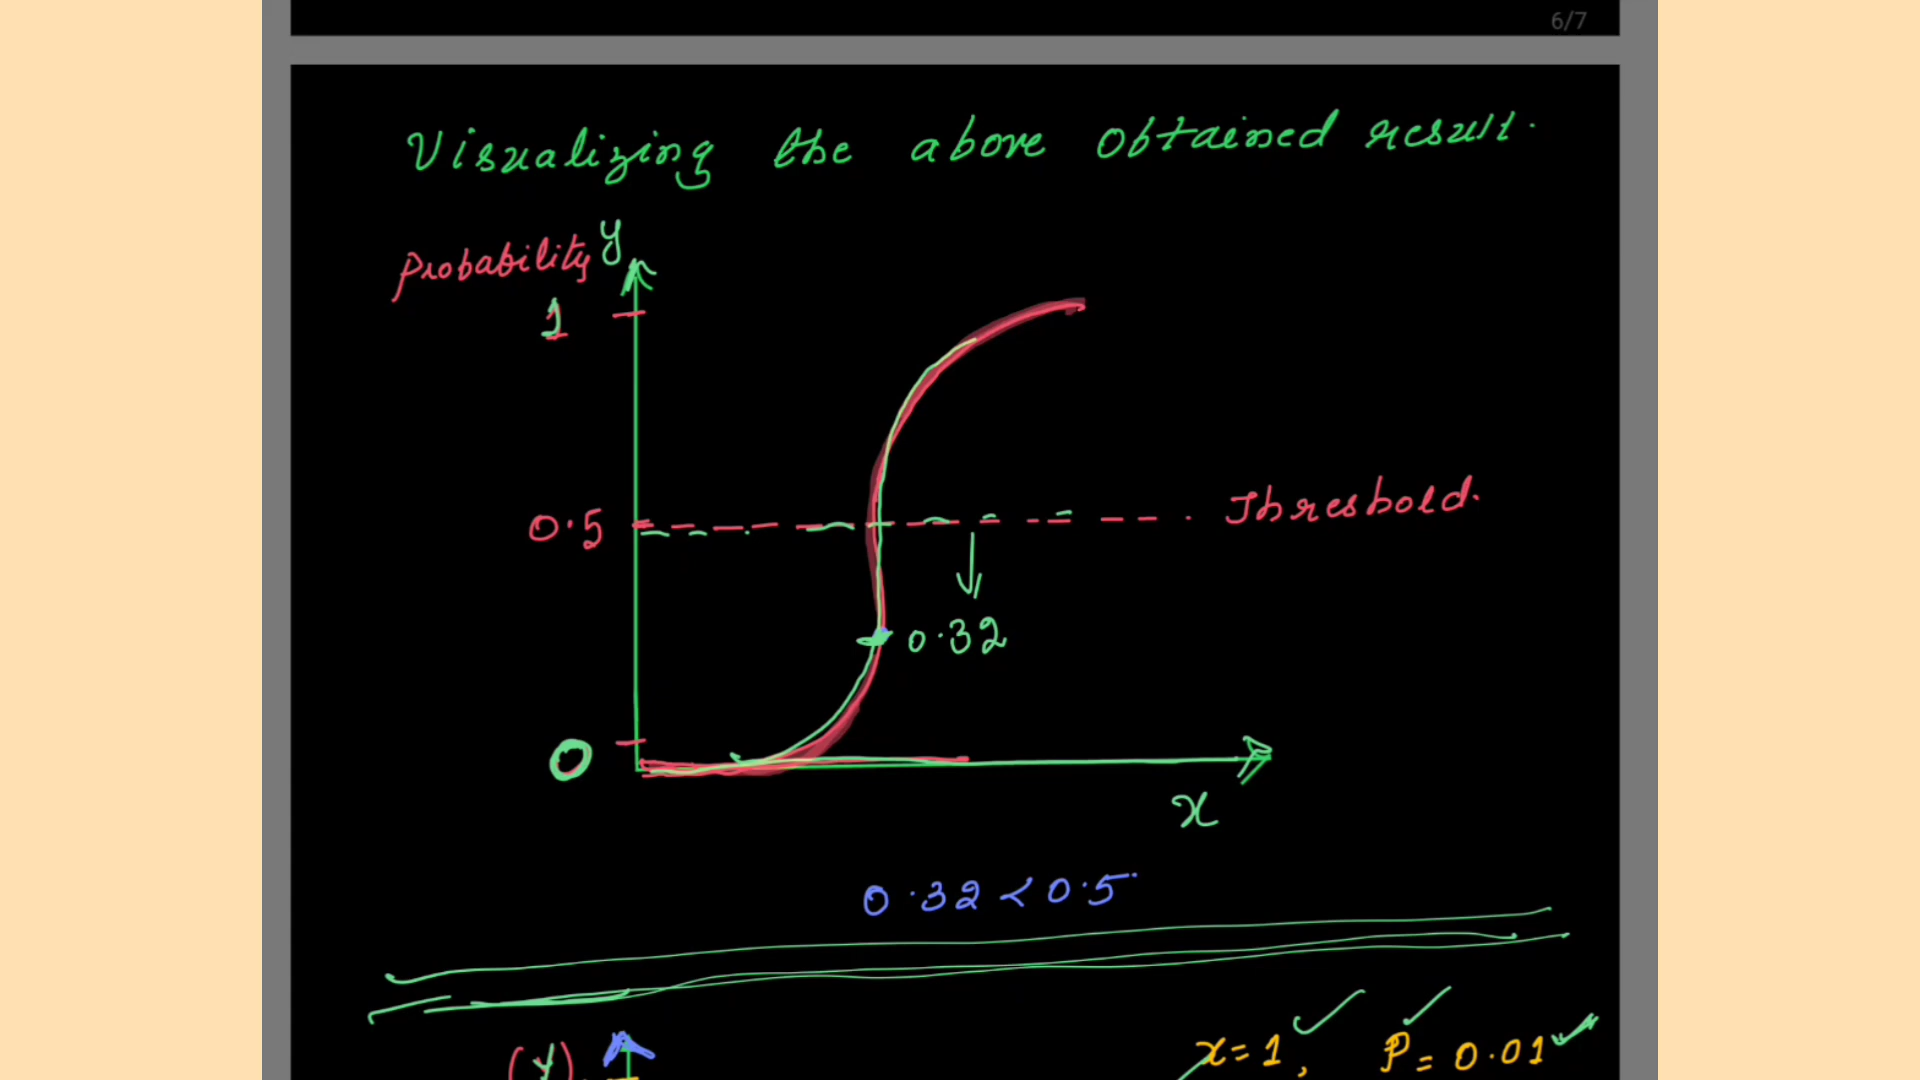 6/7
Visualizing the above obtained result.
Probability y
1
0.5
Threshold.
0.32
0
x
0.32 < 0.5
(y)
x=1, P= 0.01